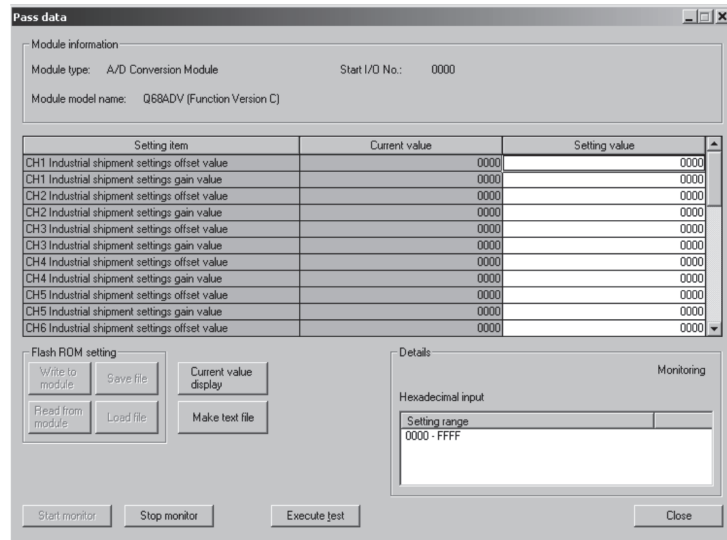 Pass data
Module information
Module type: A/D Conversion Module Start I/O No.: 0000
Module model name: Q68ADV (Function Version C)
Setting item Current value Setting value
CH1 Industrial shipment settings offset value 0000 0000
CH1 Industrial shipment settings gain value 0000 0000
CH2 Industrial shipment settings offset value 0000 0000
CH2 Industrial shipment settings gain value 0000 0000
CH3 Industrial shipment settings offset value 0000 0000
CH3 Industrial shipment settings gain value 0000 0000
CH4 Industrial shipment settings offset value 0000 0000
CH4 Industrial shipment settings gain value 0000 0000
CH5 Industrial shipment settings offset value 0000 0000
CH5 Industrial shipment settings gain value 0000 0000
CH6 Industrial shipment settings offset value 0000 0000
Flash ROM setting
Write to module
Save file
Current value display
Read from module
Load file
Make text file
Details
Monitoring
Hexadecimal input
Setting range
0000 - FFFF
Start monitor Stop monitor Execute test Close